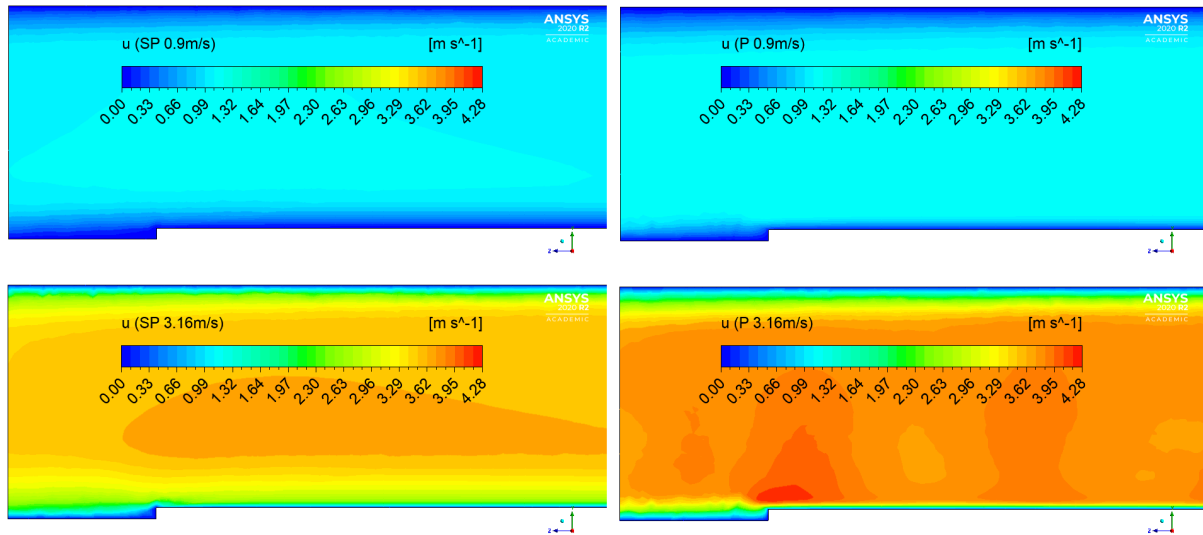 ANSYS
2020 R2
ACADEMIC
u (SP 0.9m/s) [m s^-1]
0.00 0.33 0.66 0.99 1.32 1.64 1.97 2.30 2.63 2.96 3.29 3.62 3.95 4.28
z
ANSYS
2020 R2
ACADEMIC
u (P 0.9m/s) [m s^-1]
0.00 0.33 0.66 0.99 1.32 1.64 1.97 2.30 2.63 2.96 3.29 3.62 3.95 4.28
z
ANSYS
2020 R2
ACADEMIC
u (SP 3.16m/s) [m s^-1]
0.00 0.33 0.66 0.99 1.32 1.64 1.97 2.30 2.63 2.96 3.29 3.62 3.95 4.28
z
ANSYS
2020 R2
ACADEMIC
u (P 3.16m/s) [m s^-1]
0.00 0.33 0.66 0.99 1.32 1.64 1.97 2.30 2.63 2.96 3.29 3.62 3.95 4.28
z